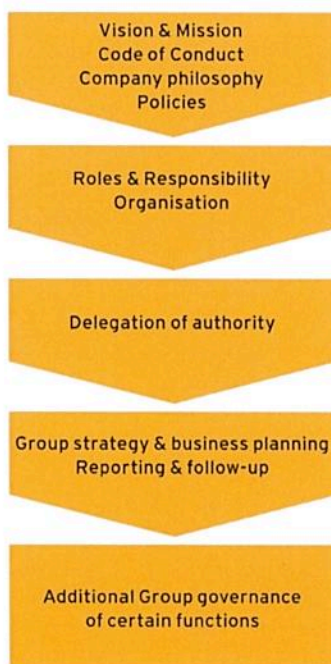 Vision & Mission
Code of Conduct
Company philosophy
Policies
Roles & Responsibility
Organisation
Delegation of authority
Group strategy & business planning
Reporting & follow-up
Additional Group governance
of certain functions